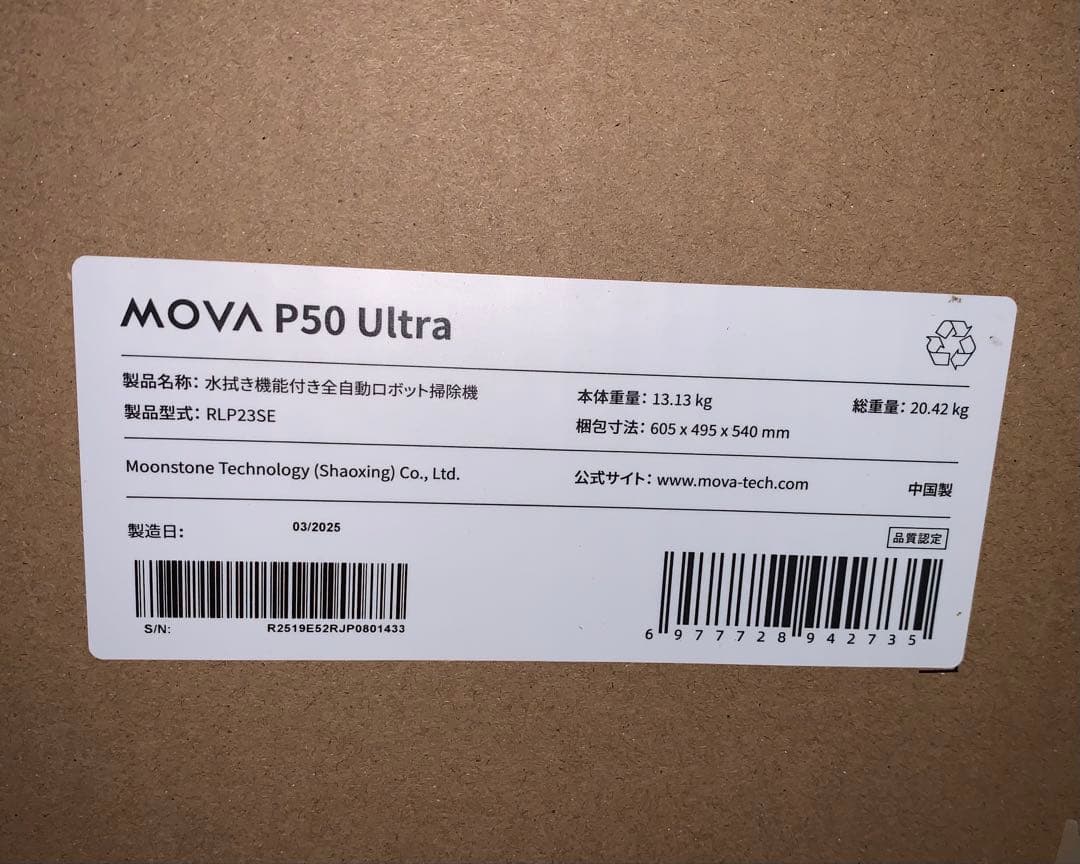 MOVA P50 Ultra
製品名称: 水拭き機能付き全自動ロボット掃除機
製品型式: RLP23SE
本体重量: 13.13 kg
梱包寸法: 605 x 495 x 540 mm
総重量: 20.42 kg
Moonstone Technology (Shaoxing) Co., Ltd.
公式サイト: www.mova-tech.com
中国製
製造日: 03/2025
品質認定
S/N: R2519E52RJP0801433
6 977728 942735